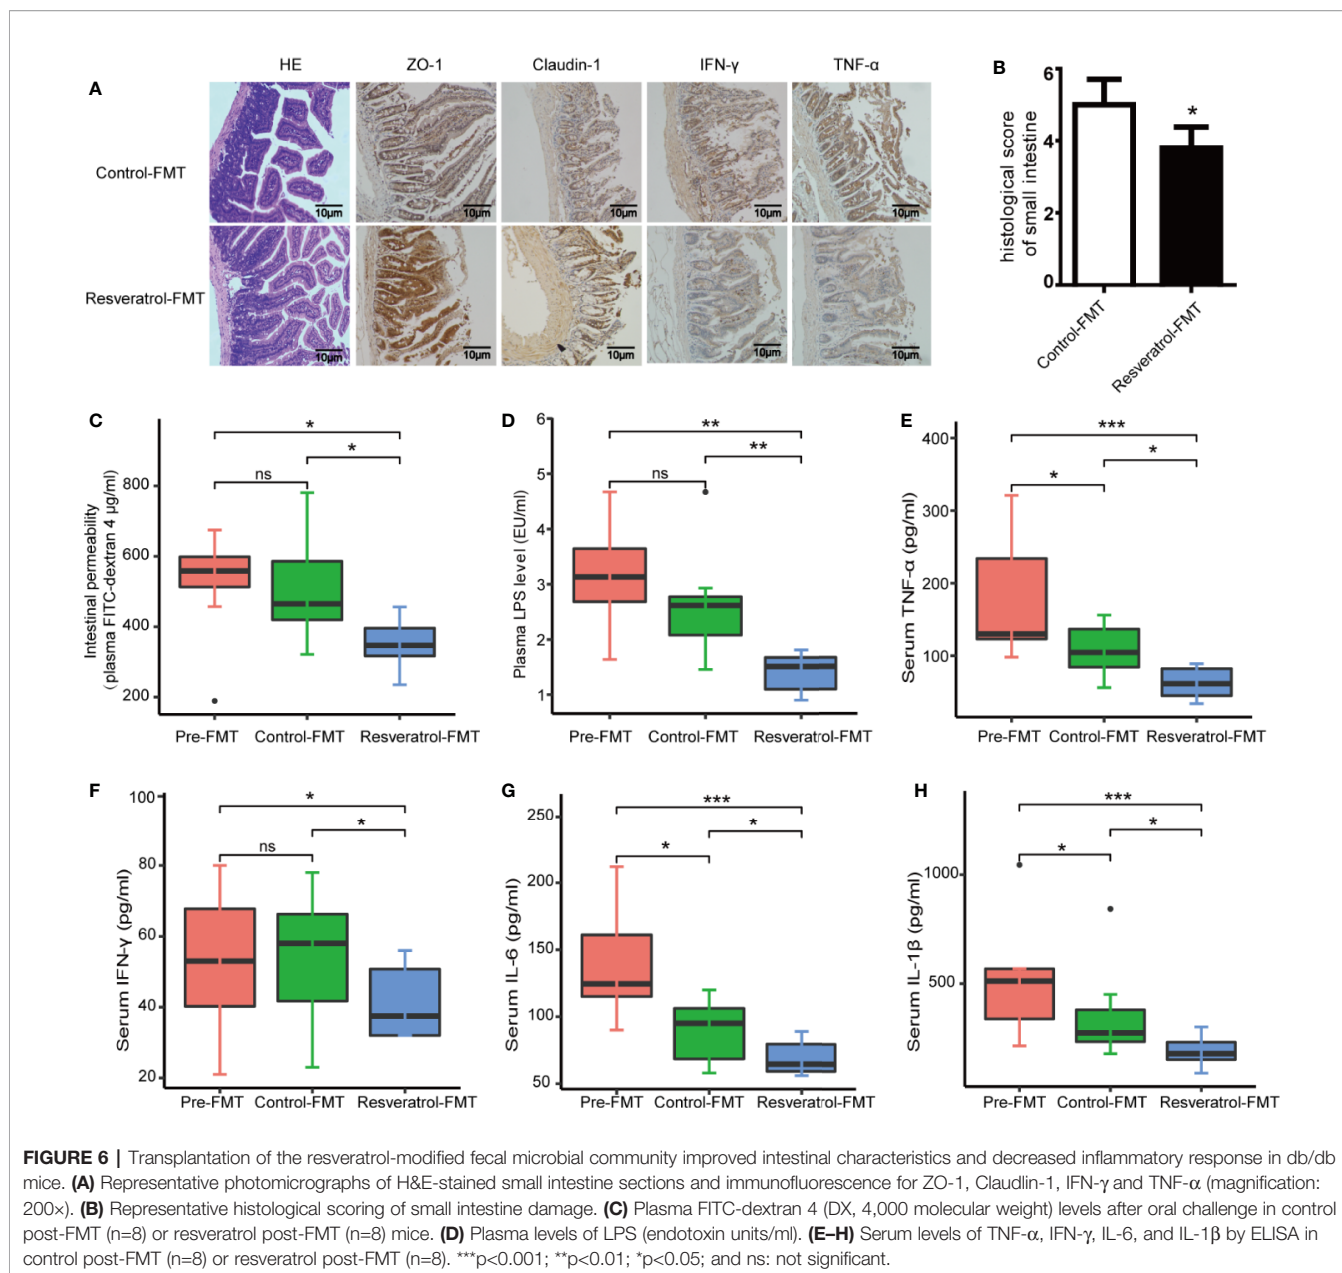 HE ZO-1 Claudin-1 IFN-γ TNF-α
A
Control-FMT
10μm 10μm 10μm 10μm 10μm
Resveratrol-FMT
10μm 10μm 10μm 10μm 10μm
B
histological score
of small intestine
6
4
2
0
*
Control-FMT
Resveratrol-FMT
C
Intestinal permeability
(plasma FITC-dextran 4 μg/ml)
800
600
400
200
*
*
ns
Pre-FMT Control-FMT Resveratrol-FMT
D
Plasma LPS level (EU/ml)
6
5
4
3
2
1
**
**
ns
Pre-FMT Control-FMT Resveratrol-FMT
E
Serum TNF-α (pg/ml)
400
300
200
100
***
*
*
Pre-FMT Control-FMT Resveratrol-FMT
F
Serum IFN-γ (pg/ml)
100
80
60
40
20
*
*
ns
Pre-FMT Control-FMT Resveratrol-FMT
G
Serum IL-6 (pg/ml)
250
200
150
100
50
***
*
*
Pre-FMT Control-FMT Resveratrol-FMT
H
Serum IL-1β (pg/ml)
1000
500
***
*
*
Pre-FMT Control-FMT Resveratrol-FMT
FIGURE 6 | Transplantation of the resveratrol-modified fecal microbial community improved intestinal characteristics and decreased inflammatory response in db/db
mice. (A) Representative photomicrographs of H&E-stained small intestine sections and immunofluorescence for ZO-1, Claudlin-1, IFN-γ and TNF-α (magnification:
200×). (B) Representative histological scoring of small intestine damage. (C) Plasma FITC-dextran 4 (DX, 4,000 molecular weight) levels after oral challenge in control
post-FMT (n=8) or resveratrol post-FMT (n=8) mice. (D) Plasma levels of LPS (endotoxin units/ml). (E–H) Serum levels of TNF-α, IFN-γ, IL-6, and IL-1β by ELISA in
control post-FMT (n=8) or resveratrol post-FMT (n=8). ***p<0.001; **p<0.01; *p<0.05; and ns: not significant.